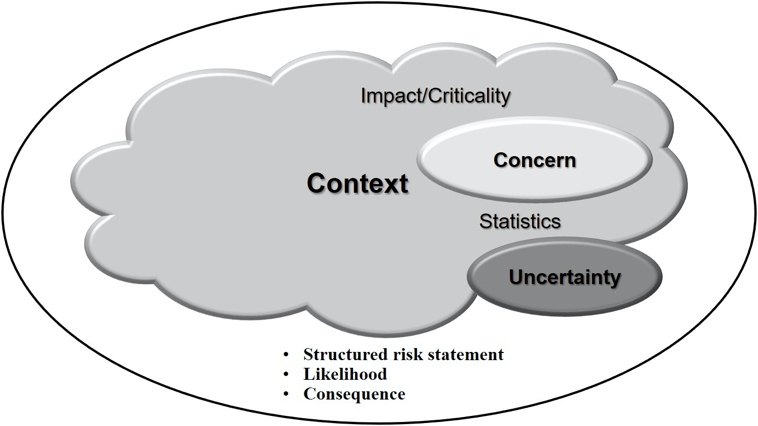 Impact/Criticality
Concern
Context
Statistics
Uncertainty
• Structured risk statement
• Likelihood
• Consequence